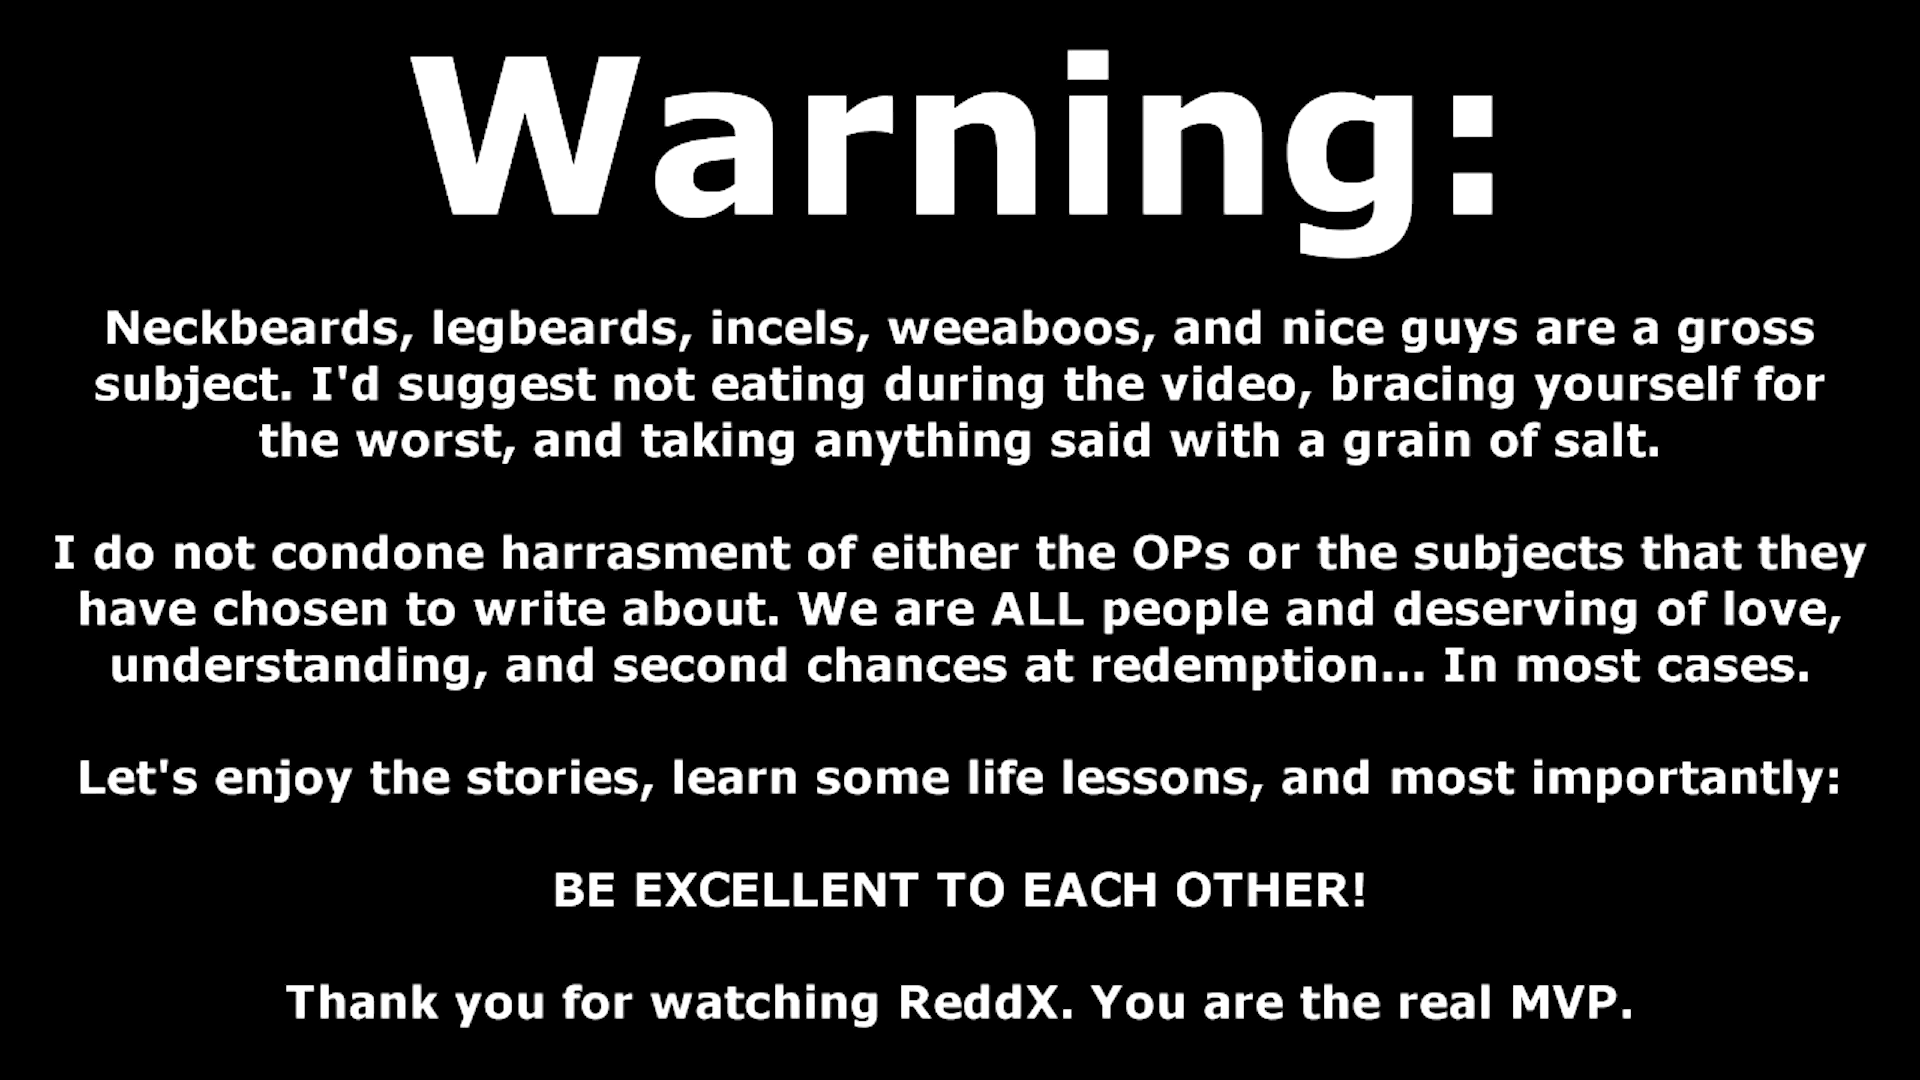 Warning:
Neckbeards, legbeards, incels, weeaboos, and nice guys are a gross
subject. I'd suggest not eating during the video, bracing yourself for
the worst, and taking anything said with a grain of salt.
I do not condone harrasment of either the OPs or the subjects that they
have chosen to write about. We are ALL people and deserving of love,
understanding, and second chances at redemption... In most cases.
Let's enjoy the stories, learn some life lessons, and most importantly:
BE EXCELLENT TO EACH OTHER!
Thank you for watching ReddX. You are the real MVP.